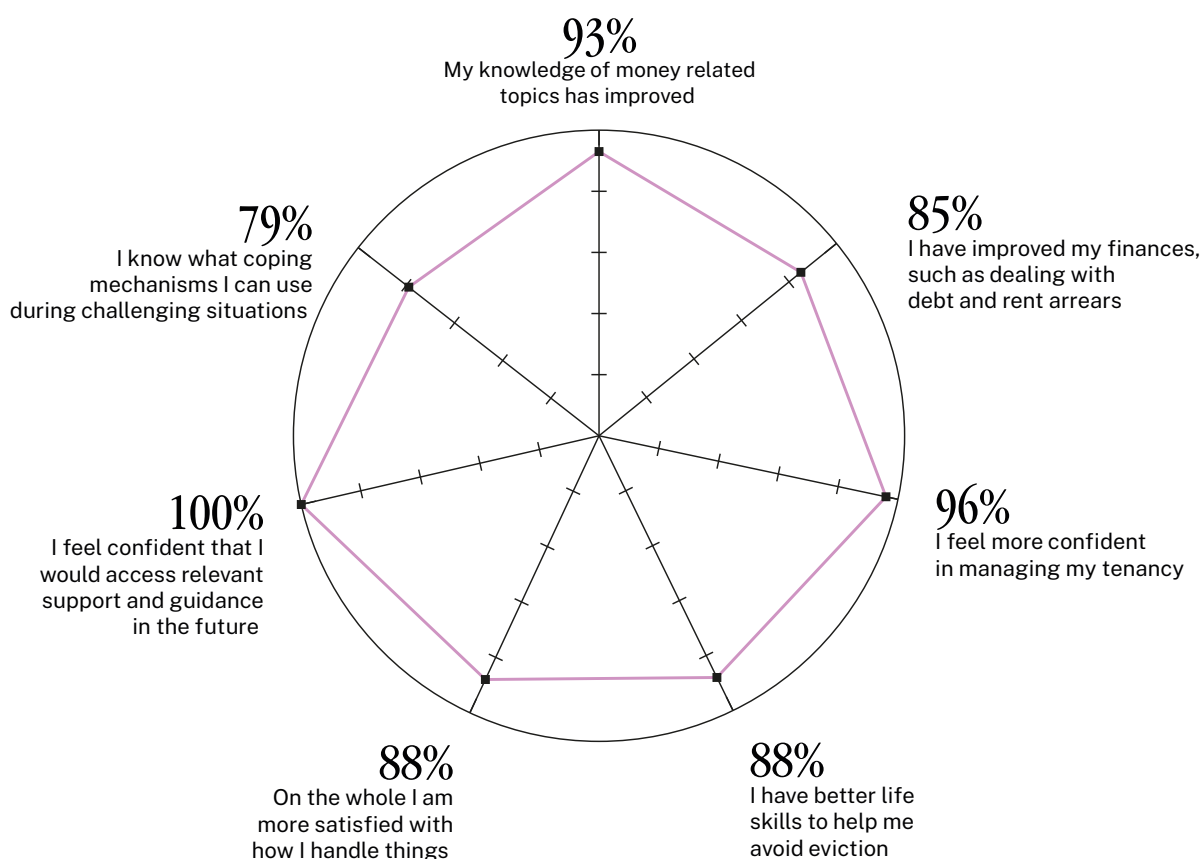 93%
My knowledge of money related
topics has improved
85%
I have improved my finances,
such as dealing with
debt and rent arrears
96%
I feel more confident
in managing my tenancy
88%
I have better life
skills to help me
avoid eviction
88%
On the whole I am
more satisfied with
how I handle things
100%
I feel confident that I
would access relevant
support and guidance
in the future
79%
I know what coping
mechanisms I can use
during challenging situations